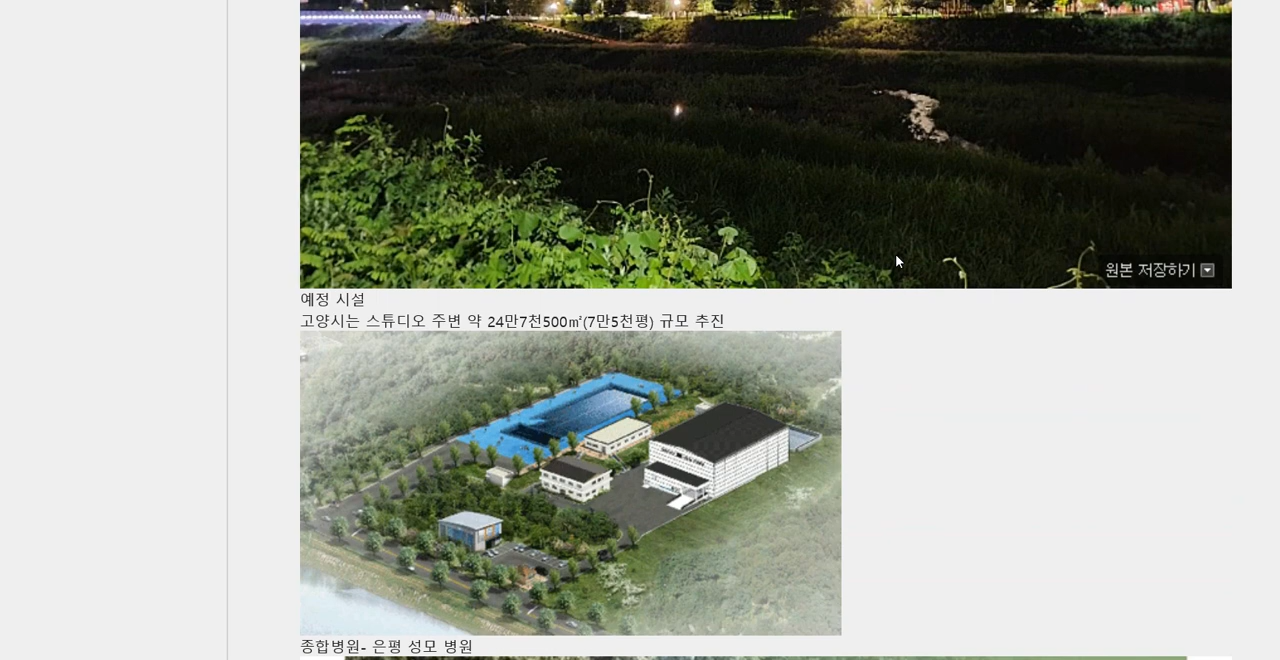 원본 저장하기
예정 시설
고양시는 스튜디오 주변 약 24만7천500㎡(7만5천평) 규모 추진
종합병원- 은평 성모 병원